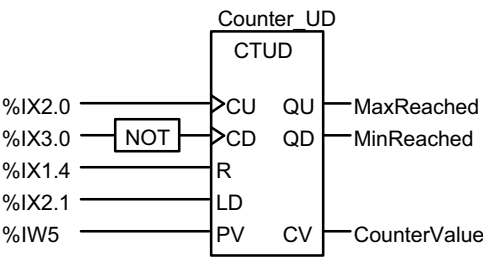 Counter_UD
CTUD
%IX2.0 CU QU MaxReached
%IX3.0 NOT CD QD MinReached
%IX1.4 R
%IX2.1 LD
%IW5 PV CV CounterValue